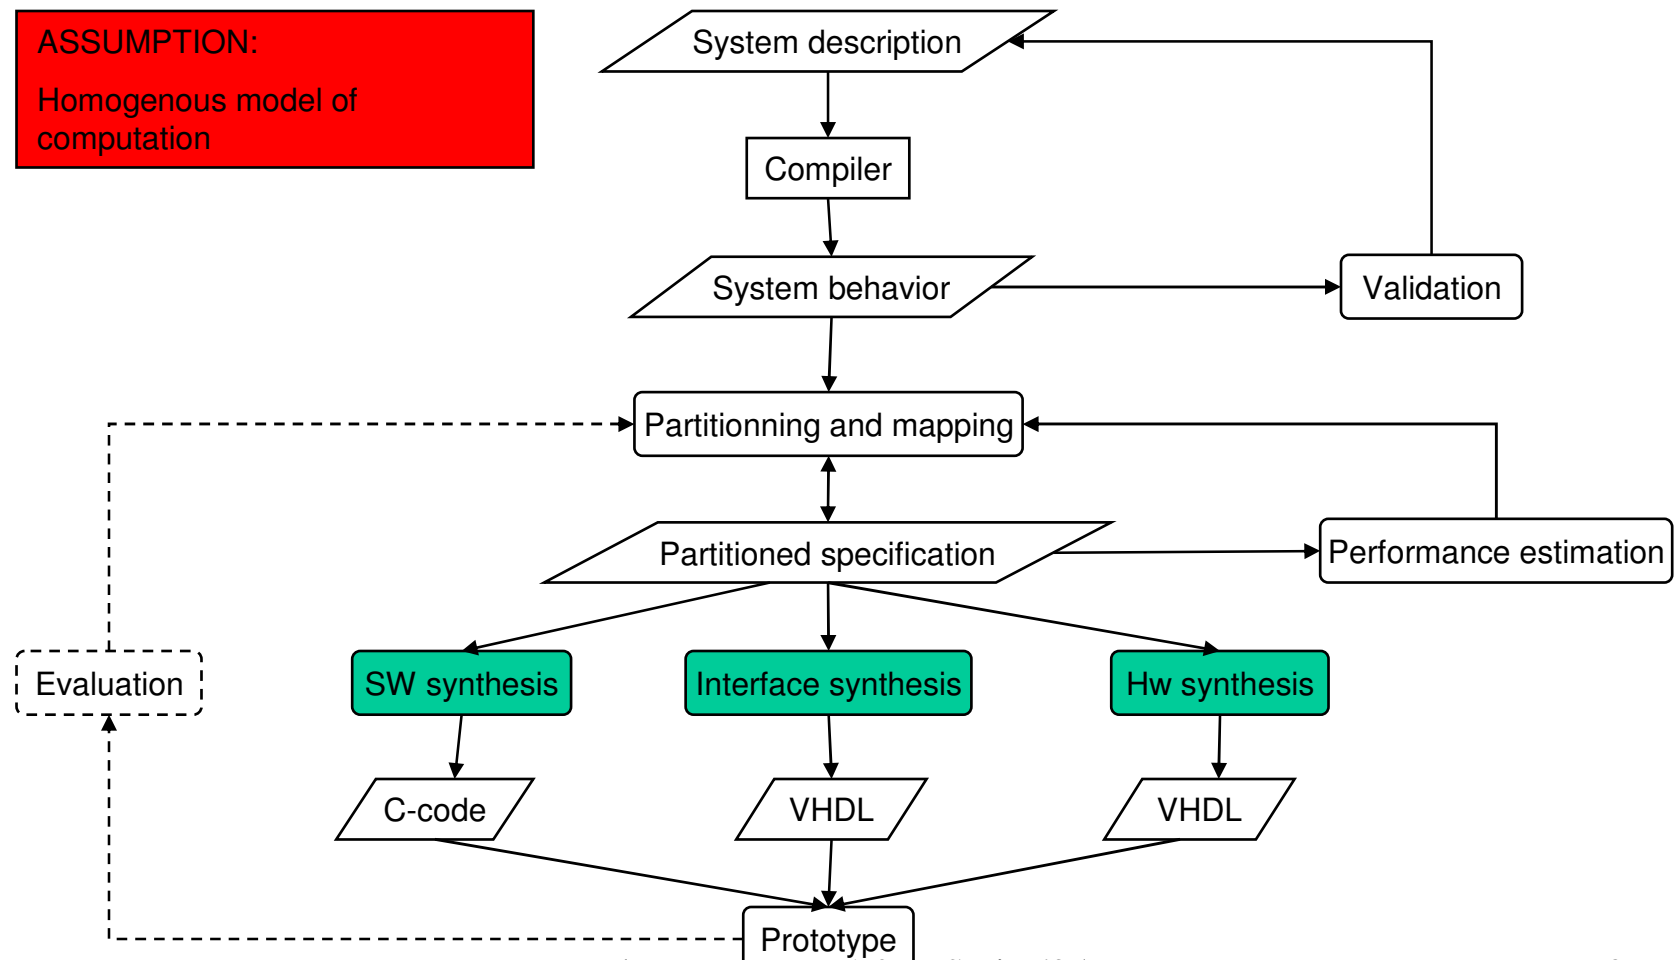 ASSUMPTION:
Homogenous model of
computation
System description
Compiler
System behavior
Validation
Partitionning and mapping
Partitioned specification
Performance estimation
Evaluation
SW synthesis
Interface synthesis
Hw synthesis
C-code
VHDL
VHDL
Prototype